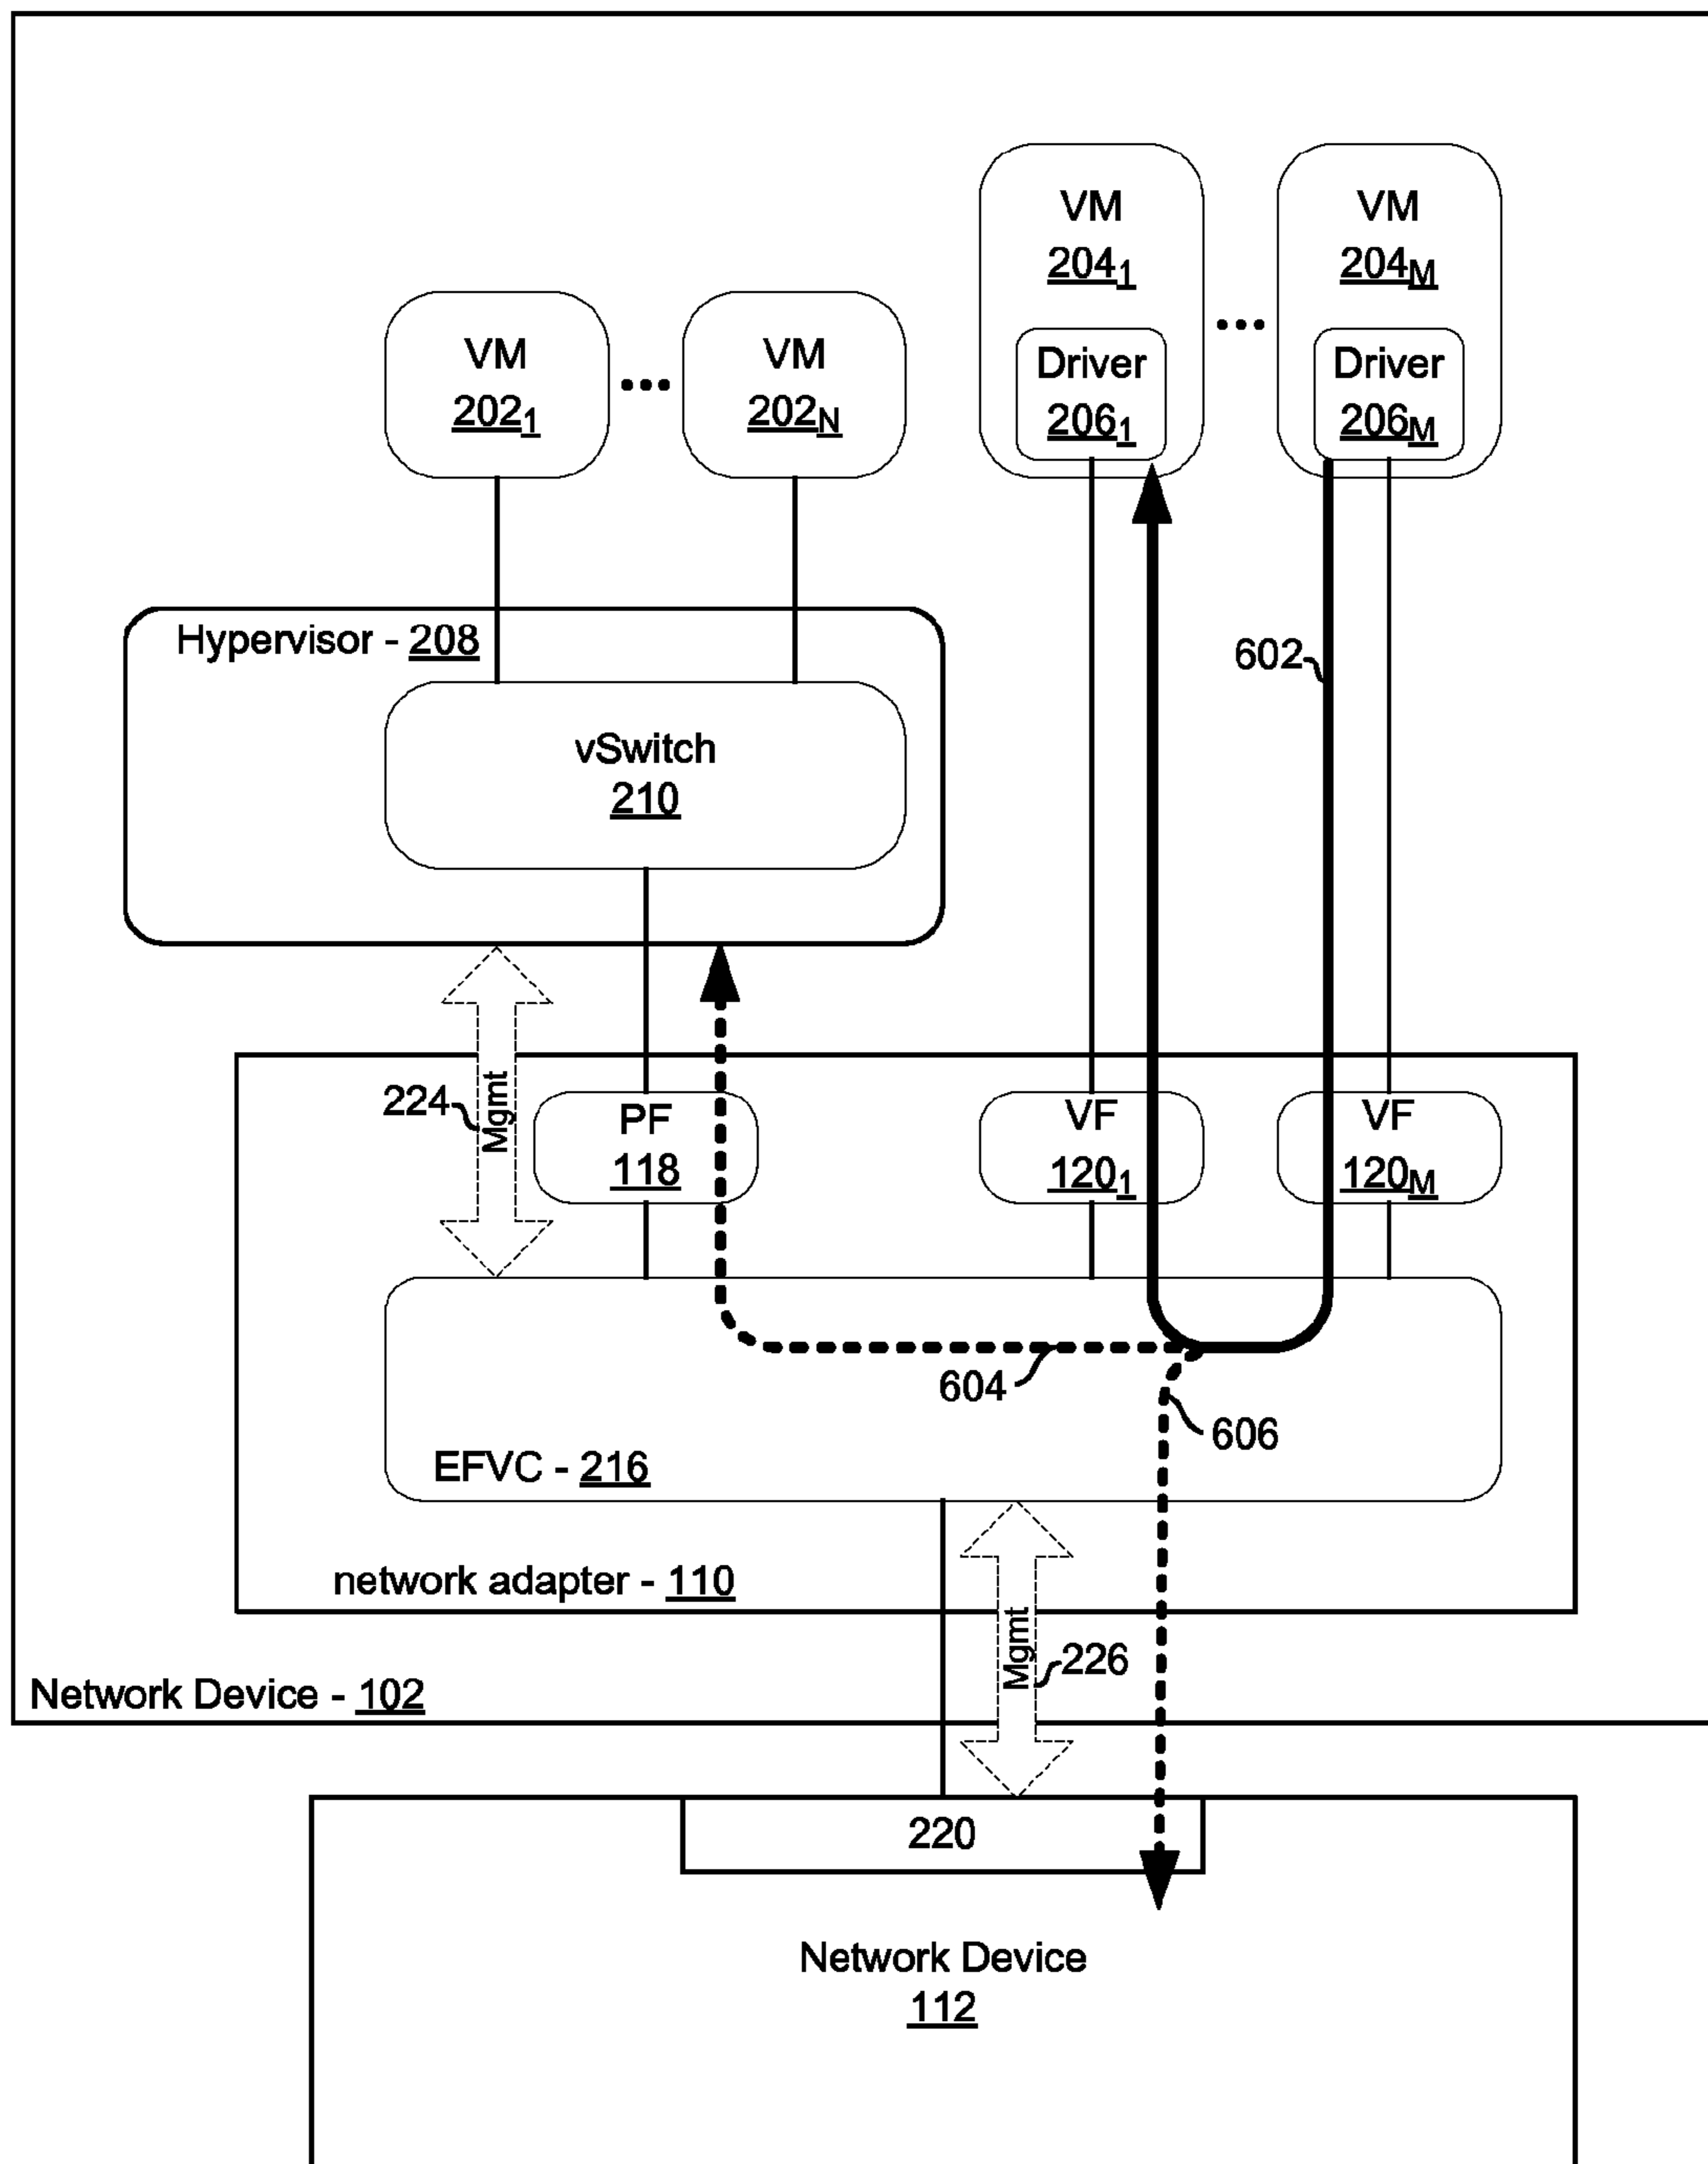 VM
204₁
VM
204M
VM
202₁
VM
202N
...
...
Driver
206₁
Driver
206M
Hypervisor - 208
602
vSwitch
210
224
Mgmt
PF
118
VF
120₁
VF
120M
604
606
EFVC - 216
network adapter - 110
Mgmt
226
Network Device - 102
220
Network Device
112